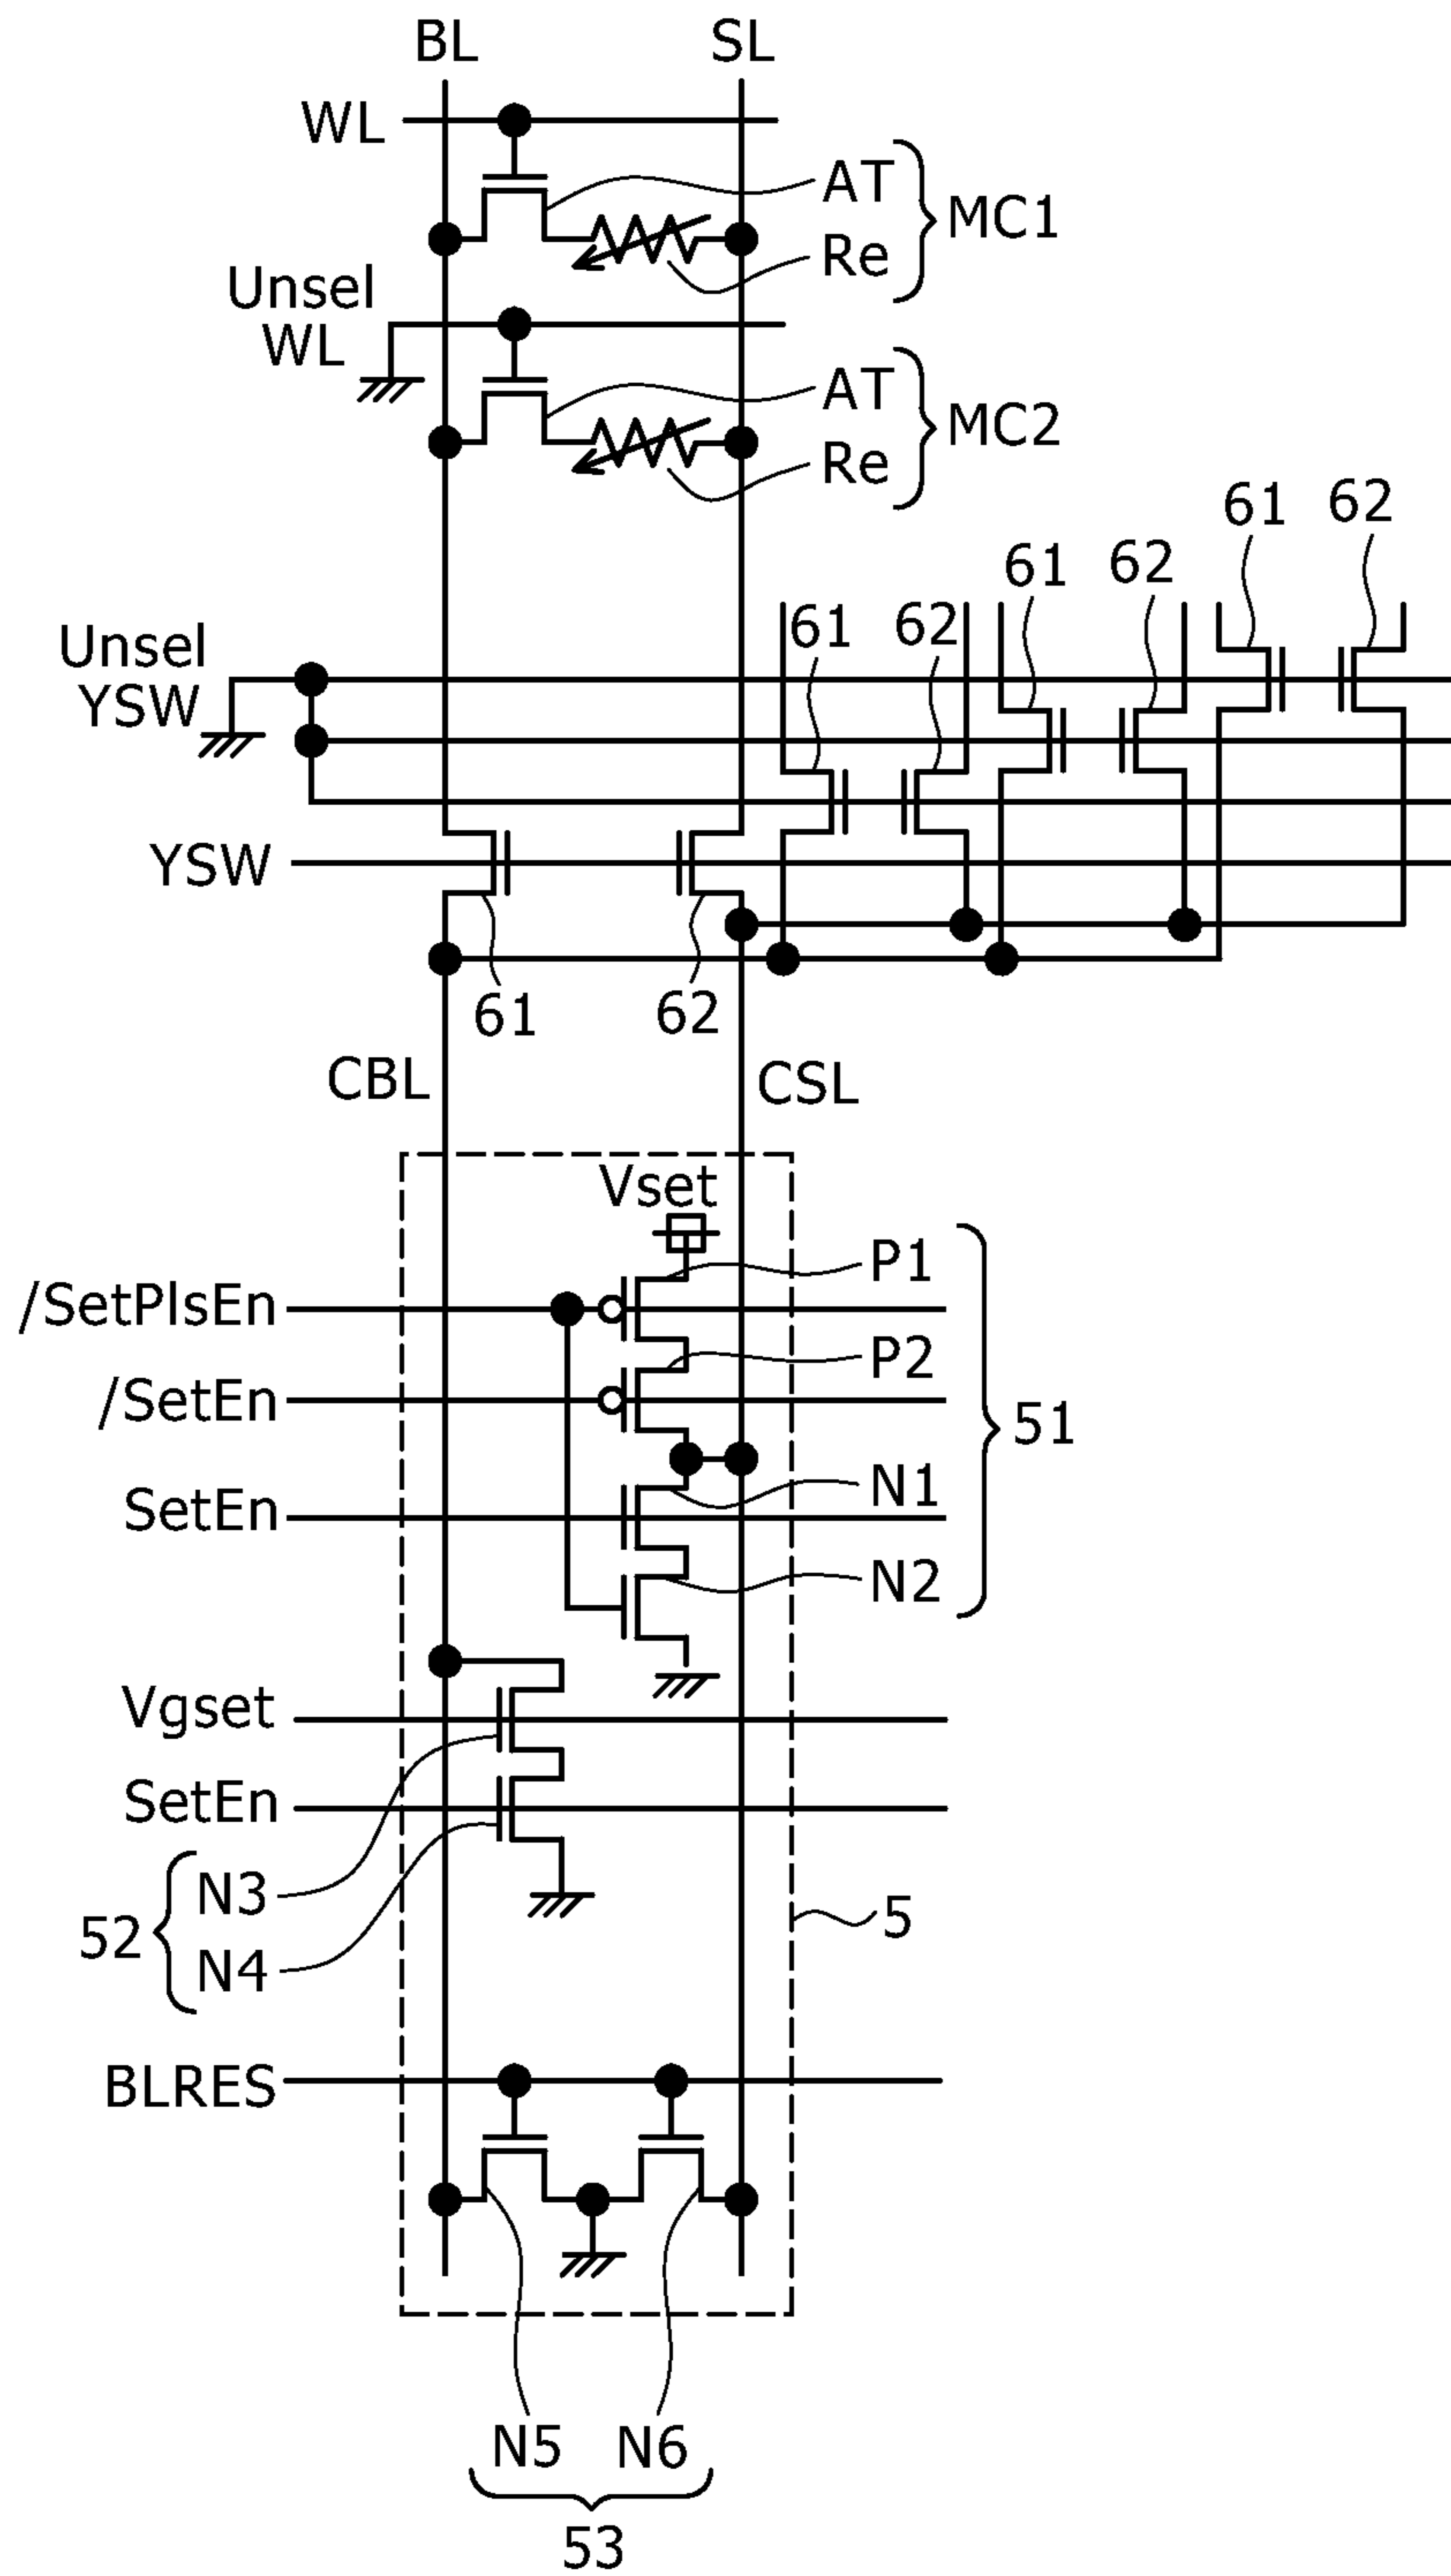 BL SL
WL
AT
MC1
Re
Unsel
WL
AT
MC2
Re
61 62
61 62
61 62
Unsel
YSW
YSW
61 62
CBL CSL
Vset
P1
/SetPlsEn
P2
/SetEn
51
N1
SetEn
N2
Vgset
SetEn
N3
52
N4
5
BLRES
N5 N6
53